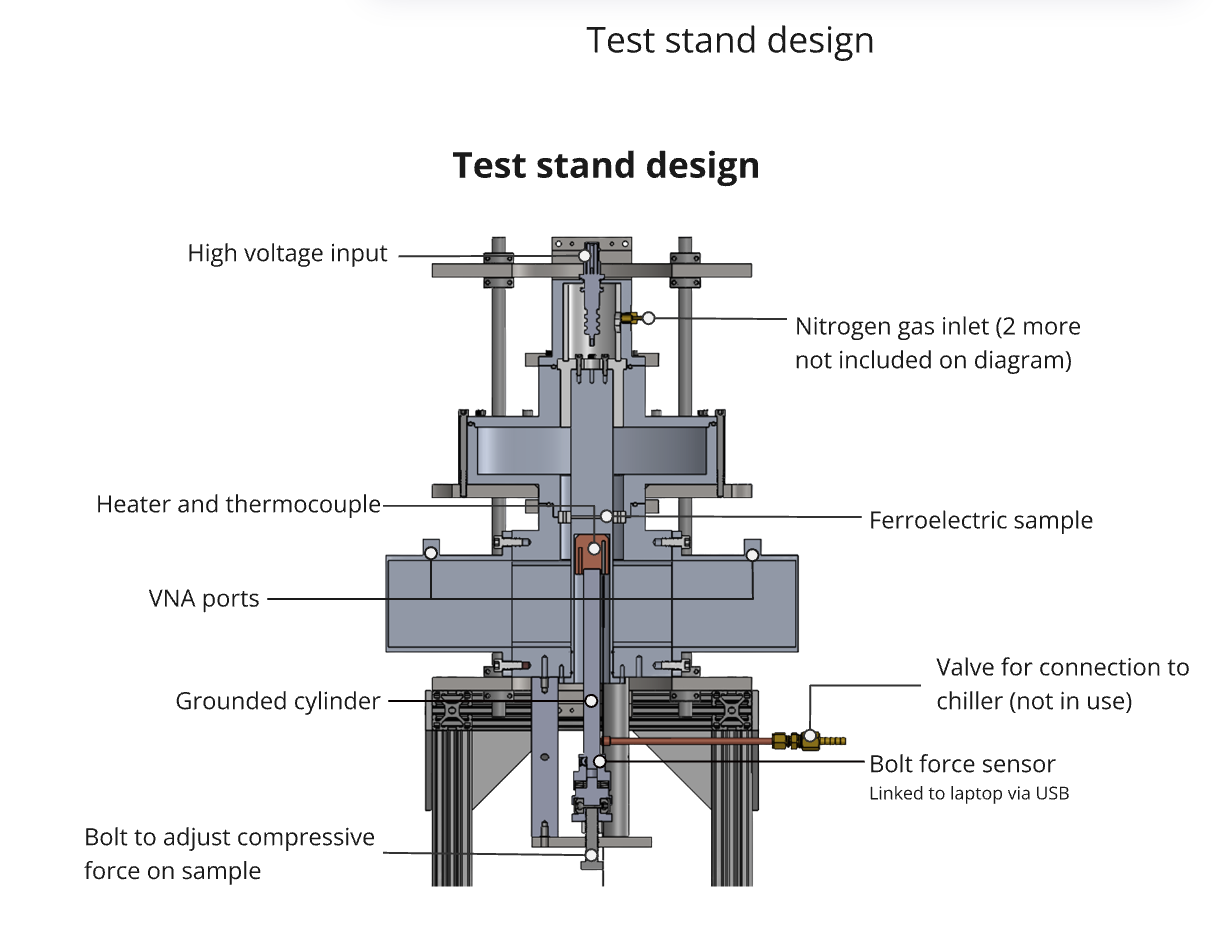 Test stand design
Test stand design
High voltage input
Nitrogen gas inlet (2 more
not included on diagram)
Heater and thermocouple
Ferroelectric sample
VNA ports
Valve for connection to
chiller (not in use)
Grounded cylinder
Bolt force sensor
Linked to laptop via USB
Bolt to adjust compressive
force on sample